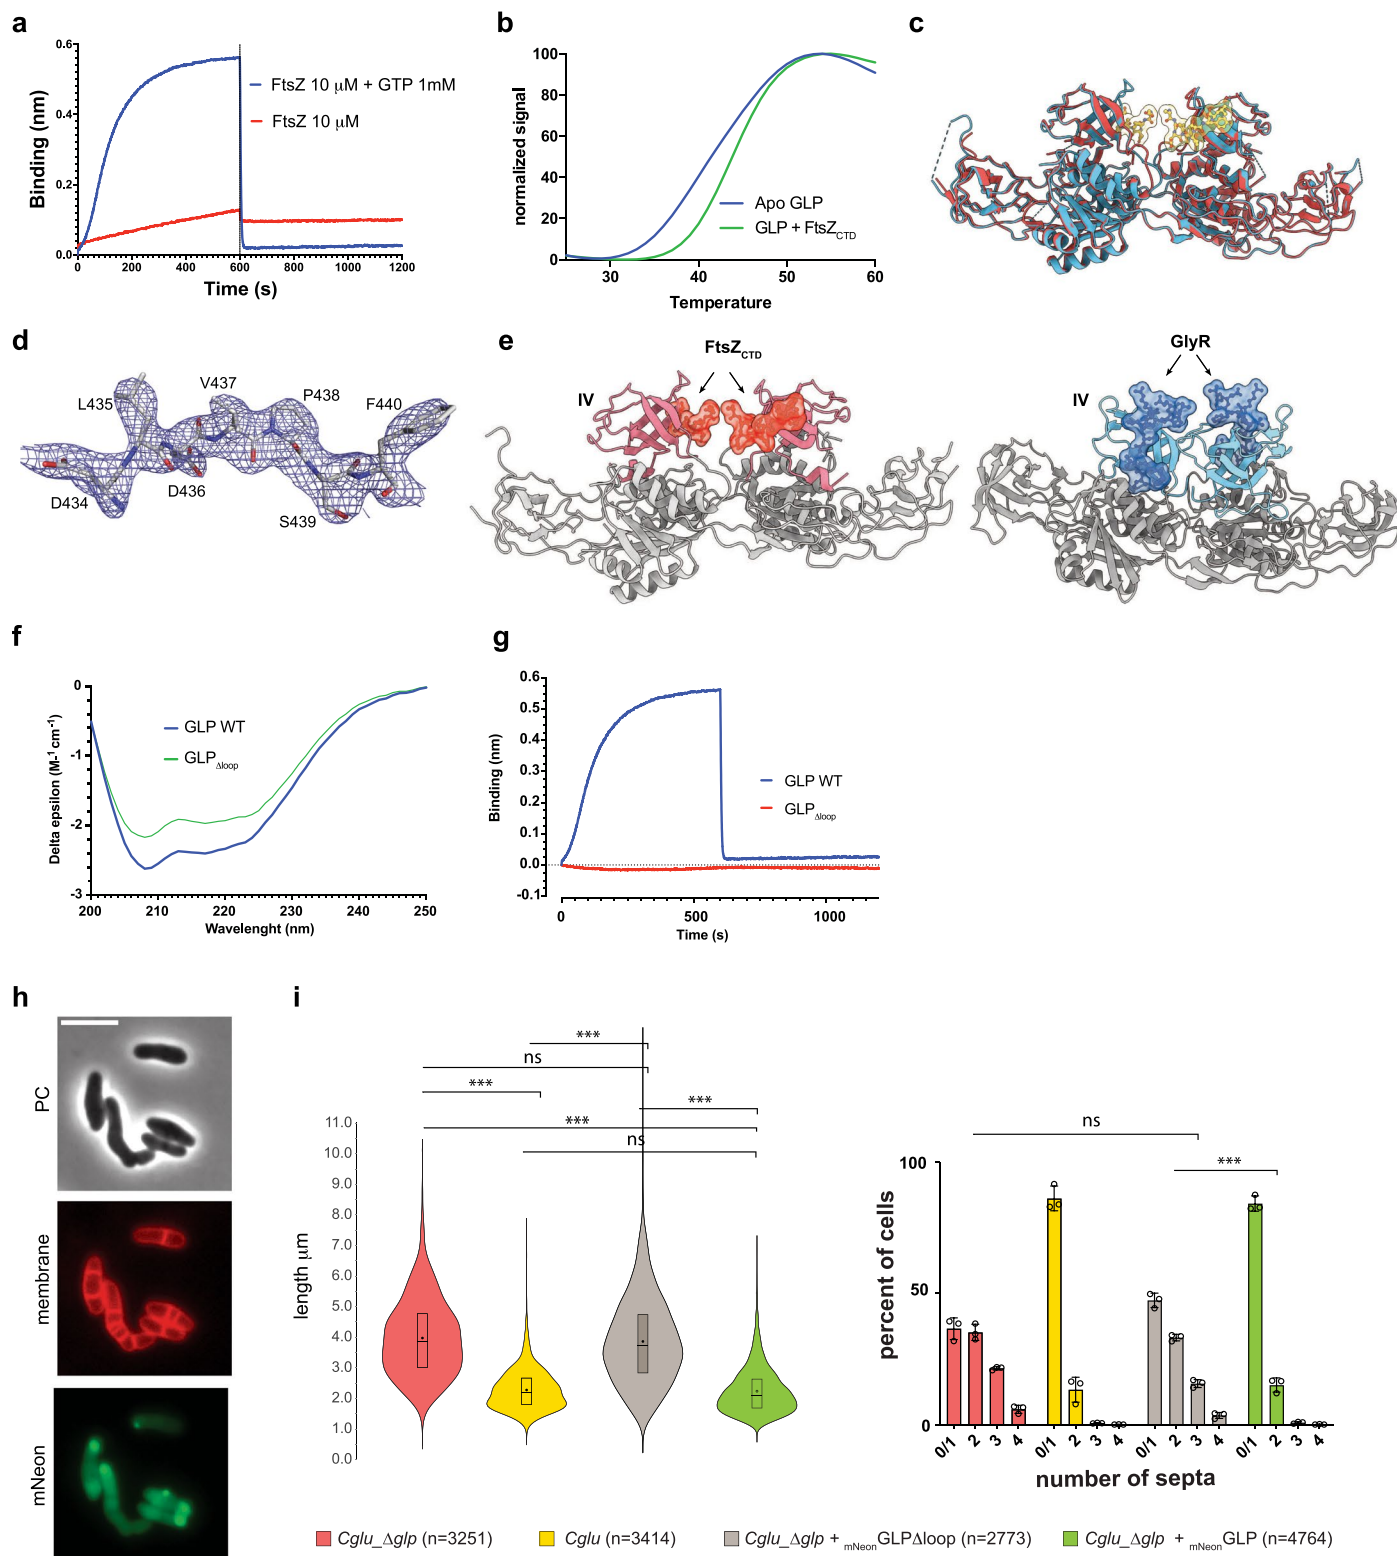 a
0.6
0.4
0.2
0.0
Binding (nm)
FtsZ 10 μM + GTP 1mM
FtsZ 10 μM
0 200 400 600 800 1000 1200
Time (s)
b
100
80
60
40
20
0
normalized signal
Apo GLP
GLP + FtsZCTD
30 40 50 60
Temperature
c
d
L435
V437
P438
F440
D434
D436
S439
e
FtsZCTD
IV
GlyR
IV
f
0
-1
-2
-3
Delta epsilon (M-1 cm-1)
GLP WT
GLPΔloop
200 210 220 230 240 250
Wavelenght (nm)
g
0.6
0.5
0.4
0.3
0.2
0.1
0.0
-0.1
Binding (nm)
GLP WT
GLPΔloop
0 500 1000
Time (s)
h
PC
membrane
mNeon
i
***
ns
***
***
***
ns
11.0
9.0
8.0
7.0
6.0
5.0
4.0
3.0
2.0
1.0
0.0
length μm
ns
***
100
50
0
percent of cells
0/1 2 3 4 0/1 2 3 4 0/1 2 3 4 0/1 2 3 4
number of septa
Cglu_Δglp (n=3251)
Cglu (n=3414)
Cglu_Δglp + mNeonGLPΔloop (n=2773)
Cglu_Δglp + mNeonGLP (n=4764)